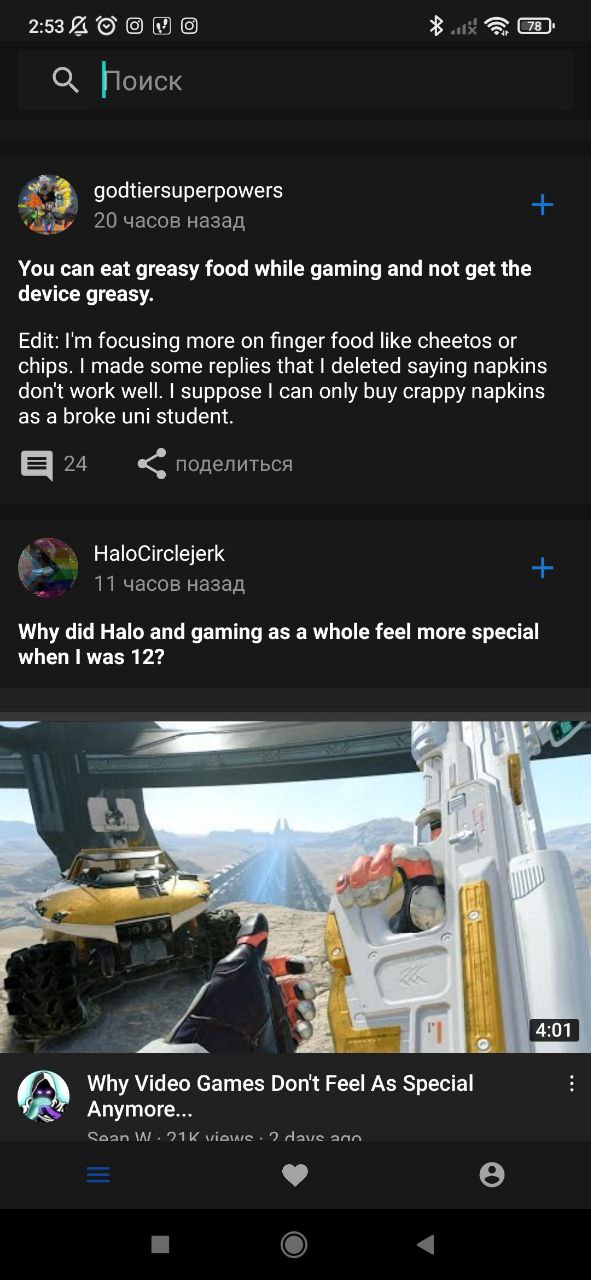 2:53
78
Поиск
godtiersuperpowers
20 часов назад
You can eat greasy food while gaming and not get the
device greasy.
Edit: I'm focusing more on finger food like cheetos or
chips. I made some replies that I deleted saying napkins
don't work well. I suppose I can only buy crappy napkins
as a broke uni student.
24
поделиться
HaloCirclejerk
11 часов назад
Why did Halo and gaming as a whole feel more special
when I was 12?
4:01
Why Video Games Don't Feel As Special
Anymore...
Sean W · 21K views · 2 days ago